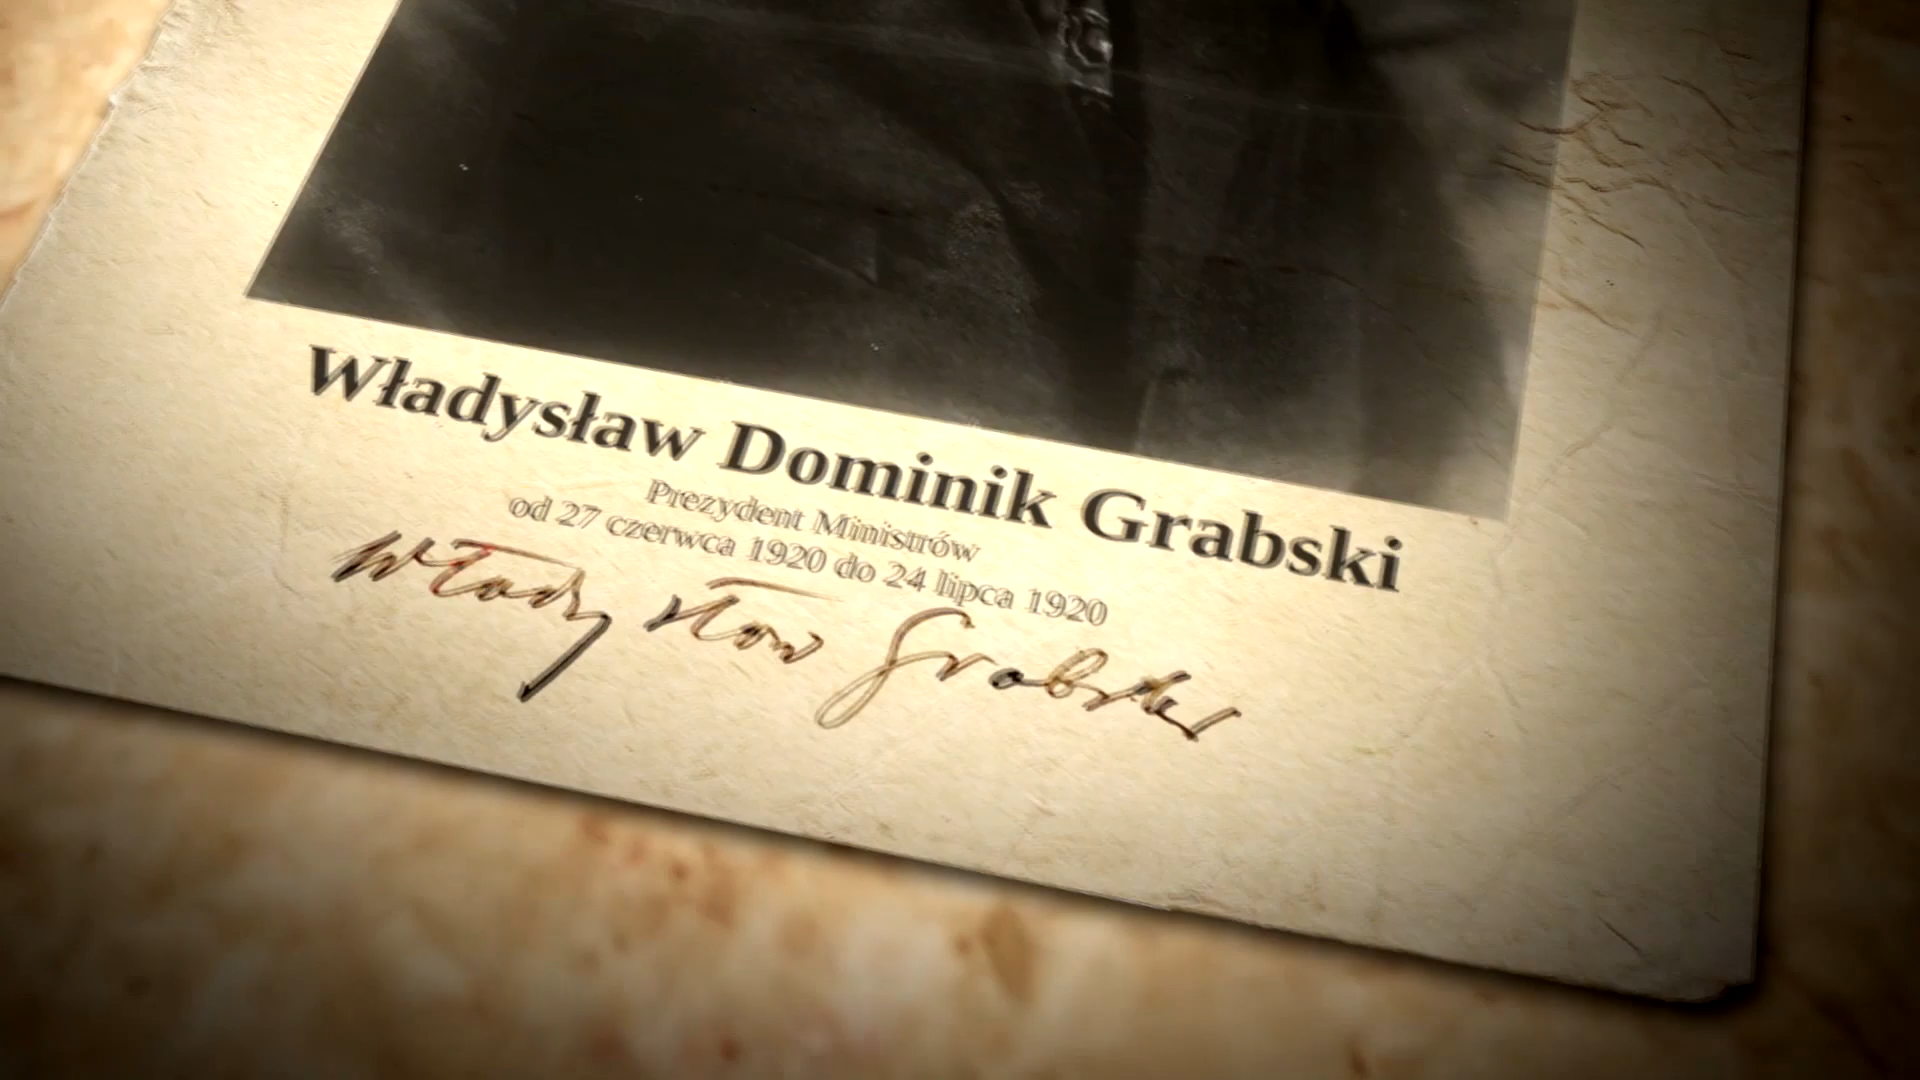 Władysław Dominik Grabski
Prezydent Ministrów
od 27 czerwca 1920 do 24 lipca 1920
Władysław Grabski